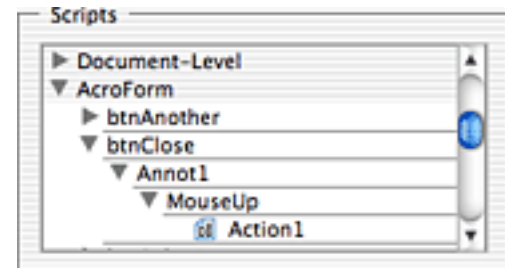 Scripts
Document-Level
AcroForm
btnAnother
btnClose
Annot1
MouseUp
Action1